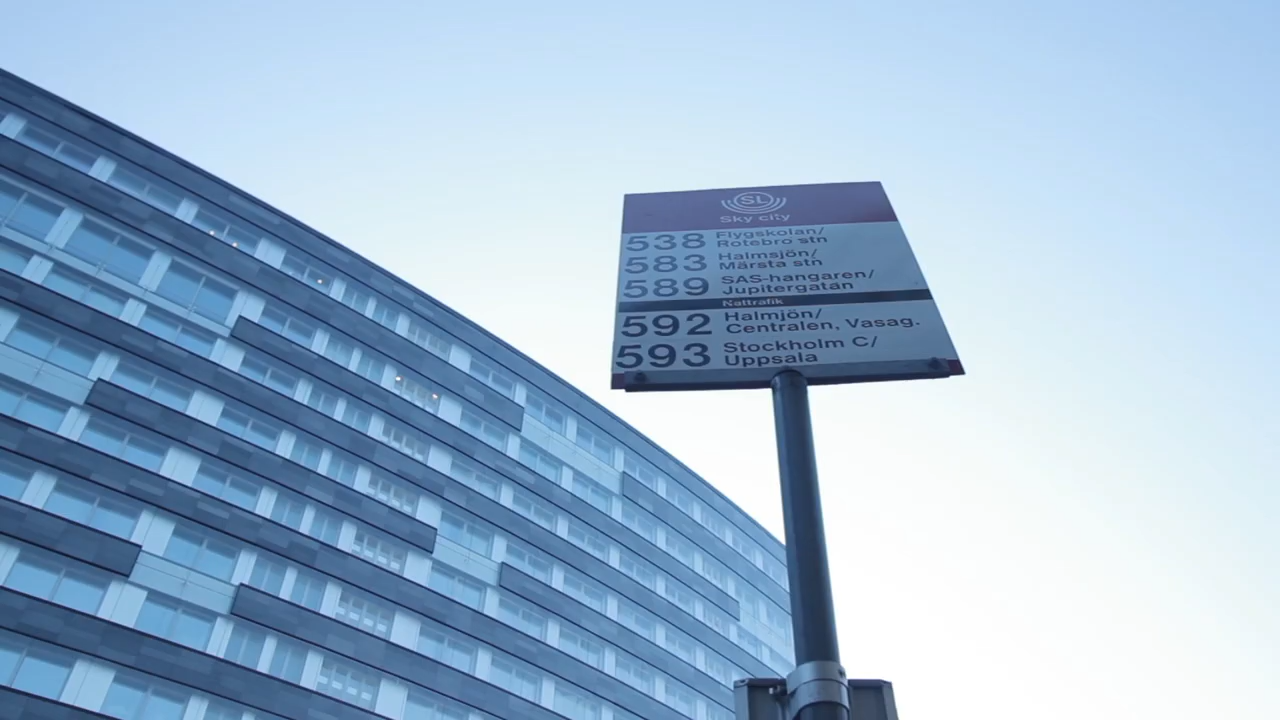 SL
Sky city
538 Flygskolan/
Rotebro stn
583 Halmsjön/
Märsta stn
589 SAS-hangaren/
Jupitergatan
Nattrafik
592 Halmjön/
Centralen, Vasag.
593 Stockholm C/
Uppsala